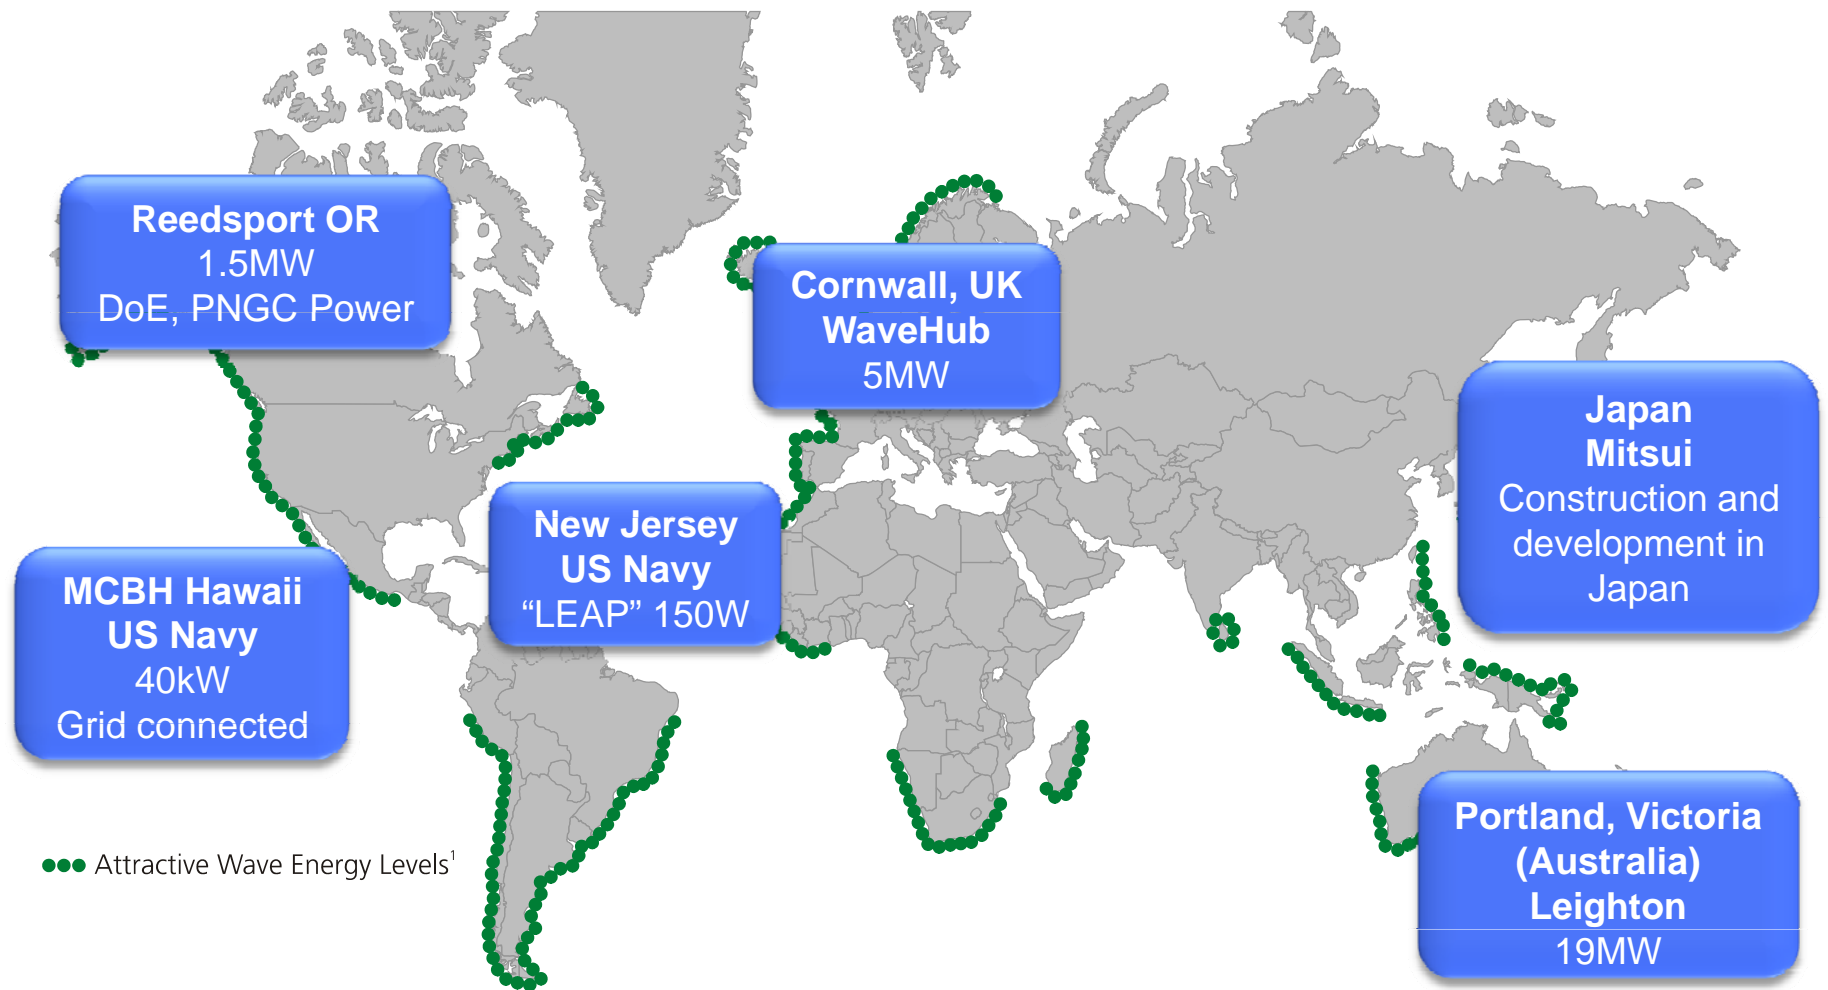 Reedsport OR
1.5MW
DoE, PNGC Power
Cornwall, UK
WaveHub
5MW
Japan
Mitsui
Construction and
development in
Japan
New Jersey
US Navy
“LEAP” 150W
MCBH Hawaii
US Navy
40kW
Grid connected
Portland, Victoria
(Australia)
Leighton
19MW
Attractive Wave Energy Levels¹